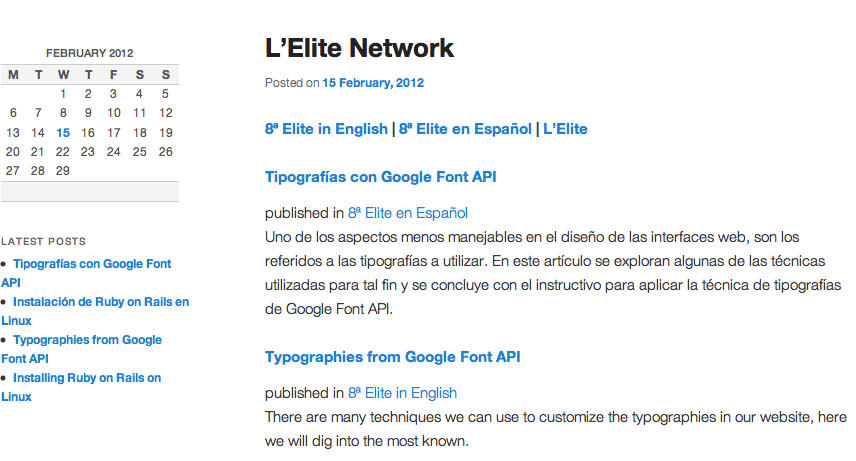 FEBRUARY 2012
M T W T F S S
1 2 3 4 5
6 7 8 9 10 11 12
13 14 15 16 17 18 19
20 21 22 23 24 25 26
27 28 29
LATEST POSTS
Tipografías con Google Font
API
Instalación de Ruby on Rails en
Linux
Typographies from Google
Font API
Installing Ruby on Rails on
Linux
L’Elite Network
Posted on 15 February, 2012
8ª Elite in English | 8ª Elite en Español | L’Elite
Tipografías con Google Font API
published in 8ª Elite en Español
Uno de los aspectos menos manejables en el diseño de las interfaces web, son los
referidos a las tipografías a utilizar. En este artículo se exploran algunas de las técnicas
utilizadas para tal fin y se concluye con el instructivo para aplicar la técnica de tipografías
de Google Font API.
Typographies from Google Font API
published in 8ª Elite in English
There are many techniques we can use to customize the typographies in our website, here
we will dig into the most known.